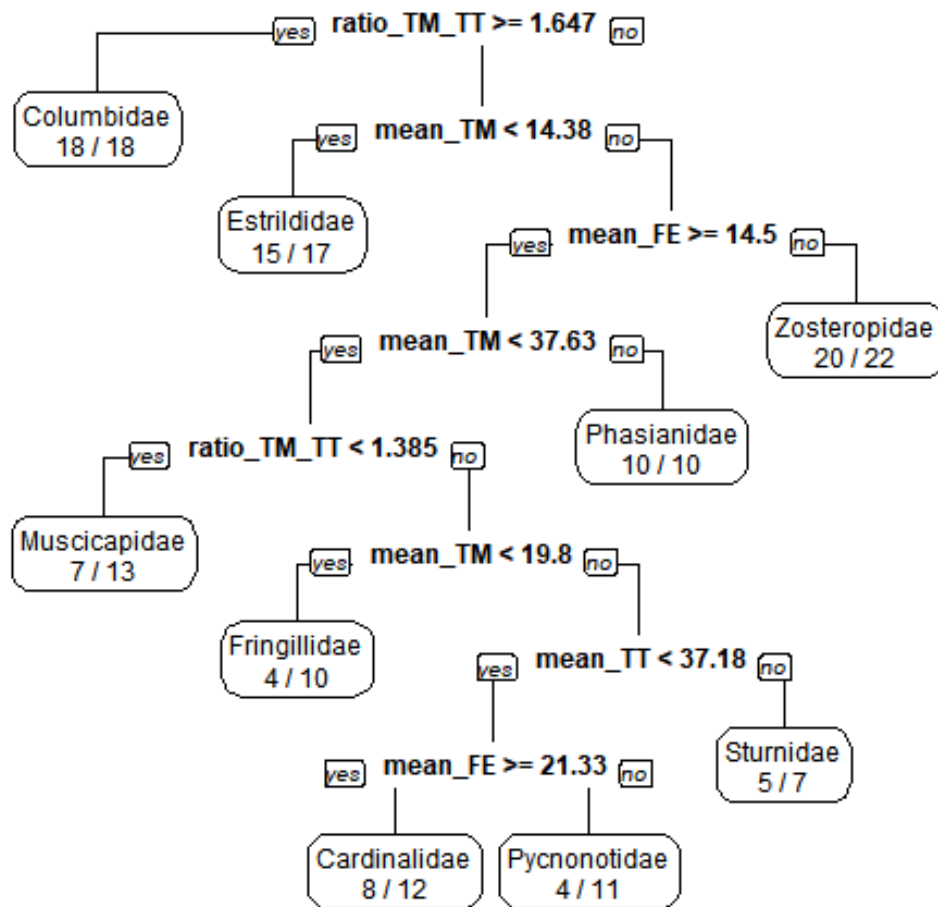 yes ratio_TM_TT >= 1.647 no
Columbidae
18 / 18
yes mean_TM < 14.38 no
Estrildidae
15 / 17
yes mean_FE >= 14.5 no
Zosteropidae
20 / 22
yes mean_TM < 37.63 no
Phasianidae
10 / 10
yes ratio_TM_TT < 1.385 no
Muscicapidae
7 / 13
yes mean_TM < 19.8 no
Fringillidae
4 / 10
yes mean_TT < 37.18 no
Sturnidae
5 / 7
yes mean_FE >= 21.33 no
Cardinalidae
8 / 12
Pycnonotidae
4 / 11